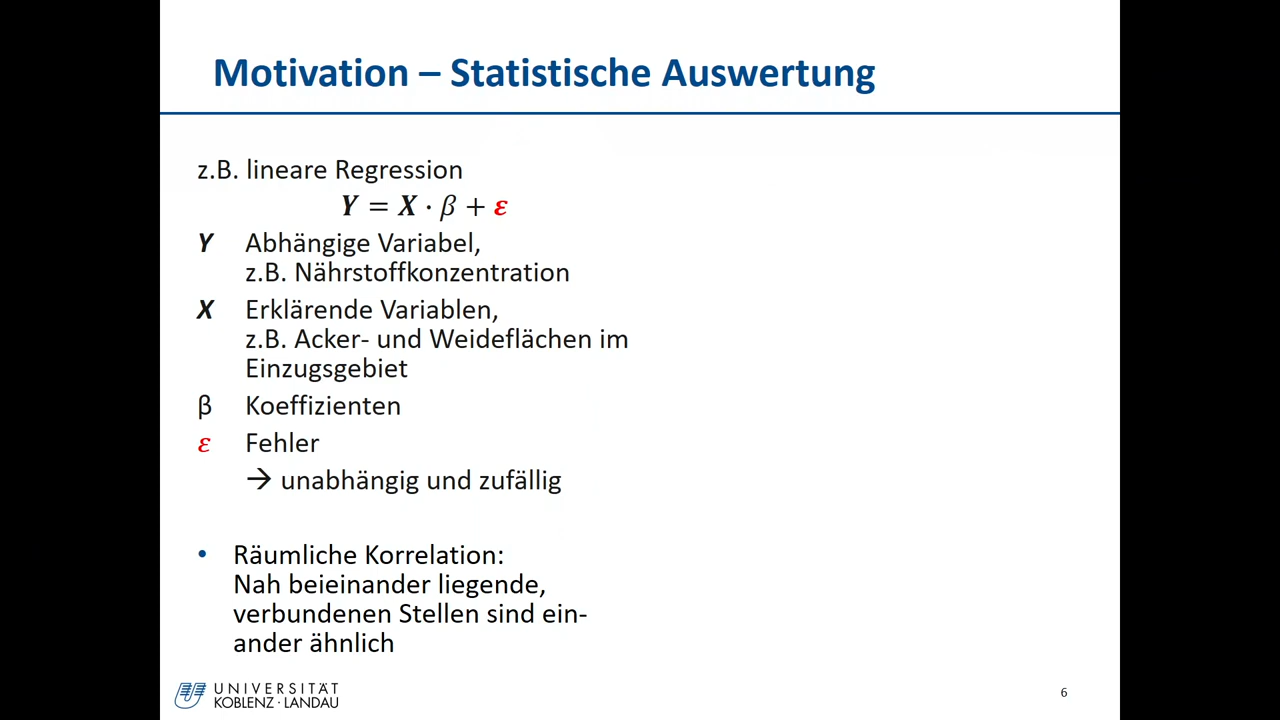 Motivation – Statistische Auswertung
z.B. lineare Regression
Y = X · β + ε
Y Abhängige Variabel,
z.B. Nährstoffkonzentration
X Erklärende Variablen,
z.B. Acker- und Weideflächen im
Einzugsgebiet
β Koeffizienten
ε Fehler
→ unabhängig und zufällig
• Räumliche Korrelation:
Nah beieinander liegende,
verbundenen Stellen sind ein-
ander ähnlich
UNIVERSITÄT
KOBLENZ · LANDAU
6